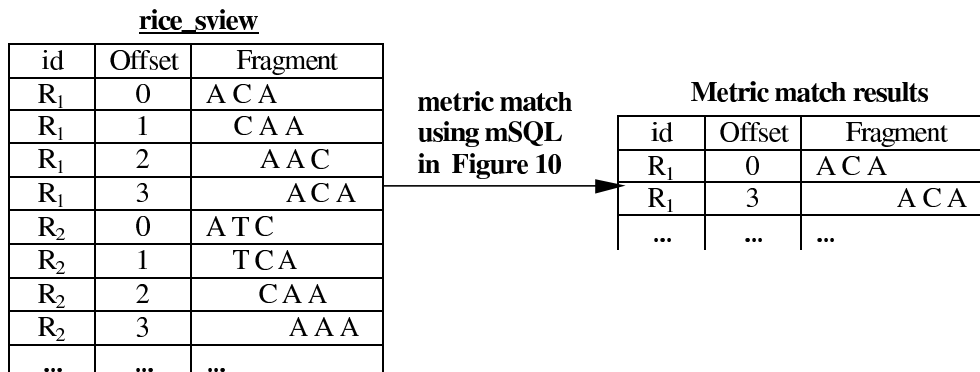 rice_sview
id Offset Fragment
R₁ 0 A C A
R₁ 1 C A A
R₁ 2 A A C
R₁ 3 A C A
R₂ 0 A T C
R₂ 1 T C A
R₂ 2 C A A
R₂ 3 A A A
... ... ...
metric match
using mSQL
in Figure 10
Metric match results
id Offset Fragment
R₁ 0 A C A
R₁ 3 A C A
... ... ...